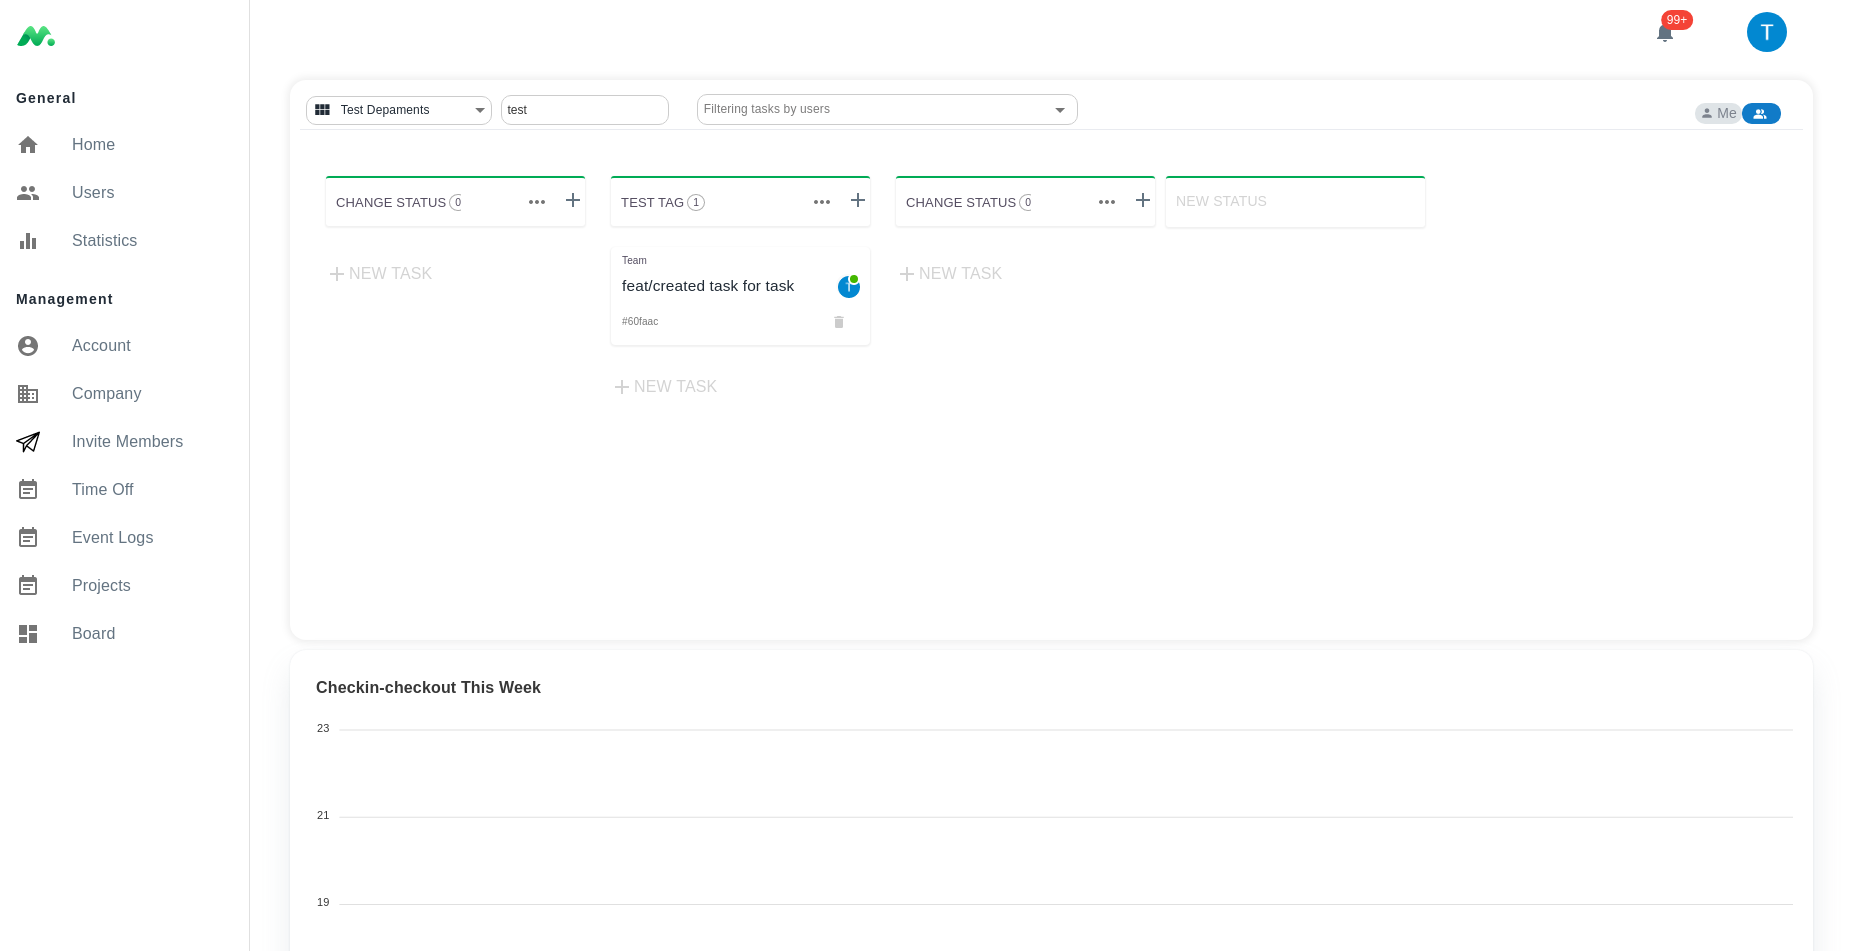 99+
T
General
Home
Users
Statistics
Management
Account
Company
Invite Members
Time Off
Event Logs
Projects
Board
Test Depaments
test
Filtering tasks by users
Me
CHANGE STATUS 0
TEST TAG 1
CHANGE STATUS 0
NEW STATUS
NEW TASK
Team
feat/created task for task
T
#60faac
NEW TASK
NEW TASK
Checkin-checkout This Week
23
21
19